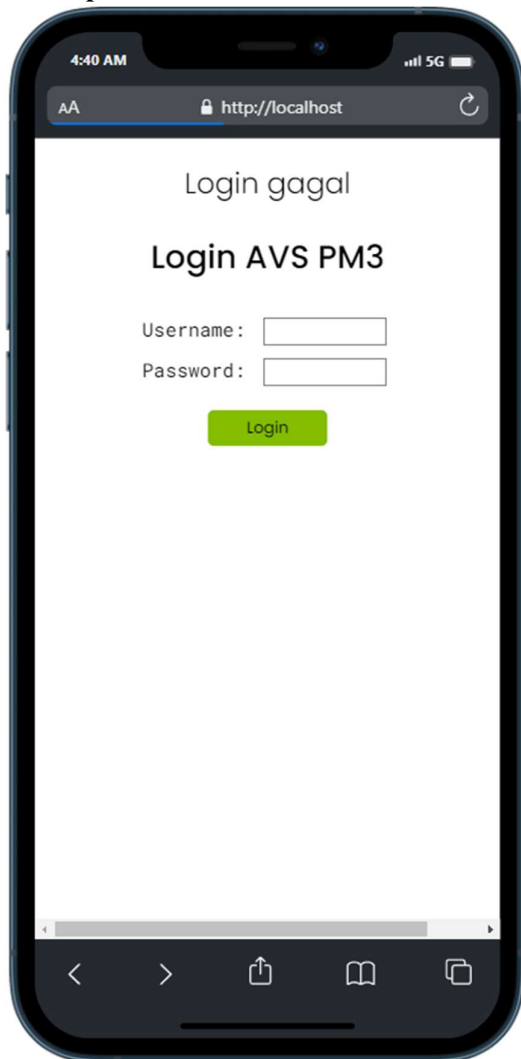 4:40 AM
5G
AA
http://localhost
Login gagal
Login AVS PM3
Username:
Password:
Login